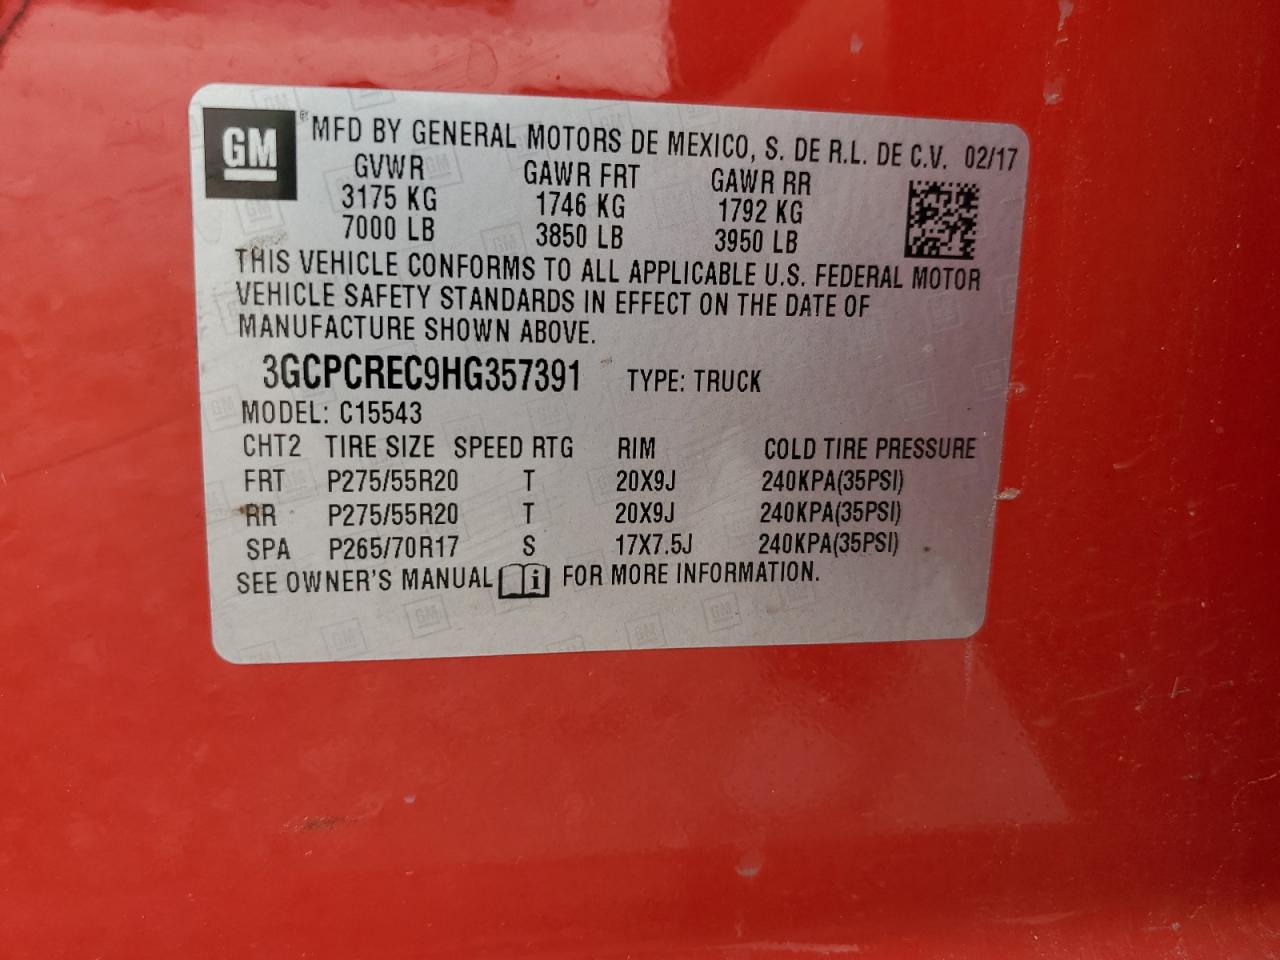 GM ® MFD BY GENERAL MOTORS DE MEXICO, S. DE R.L. DE C.V. 02/17
GVWR GAWR FRT GAWR RR
3175 KG 1746 KG 1792 KG
7000 LB 3850 LB 3950 LB
THIS VEHICLE CONFORMS TO ALL APPLICABLE U.S. FEDERAL MOTOR
VEHICLE SAFETY STANDARDS IN EFFECT ON THE DATE OF
MANUFACTURE SHOWN ABOVE.
3GCPCREC9HG357391 TYPE: TRUCK
MODEL: C15543
CHT2 TIRE SIZE SPEED RTG RIM COLD TIRE PRESSURE
FRT P275/55R20 T 20X9J 240KPA(35PSI)
RR P275/55R20 T 20X9J 240KPA(35PSI)
SPA P265/70R17 S 17X7.5J 240KPA(35PSI)
SEE OWNER'S MANUAL i FOR MORE INFORMATION.